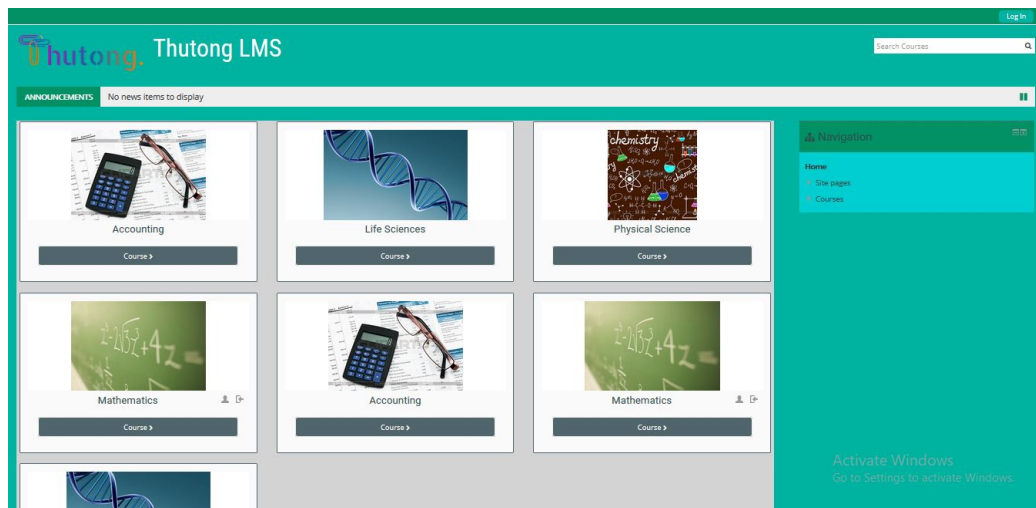 Log In
Thutong.
Thutong LMS
Search Courses
ANNOUNCEMENTS
No news items to display
Navigation
Home
Site pages
Courses
chemistry
Accounting
Life Sciences
Physical Science
Course ›
Course ›
Course ›
Mathematics
Accounting
Mathematics
Course ›
Course ›
Course ›
Activate Windows
Go to Settings to activate Windows.